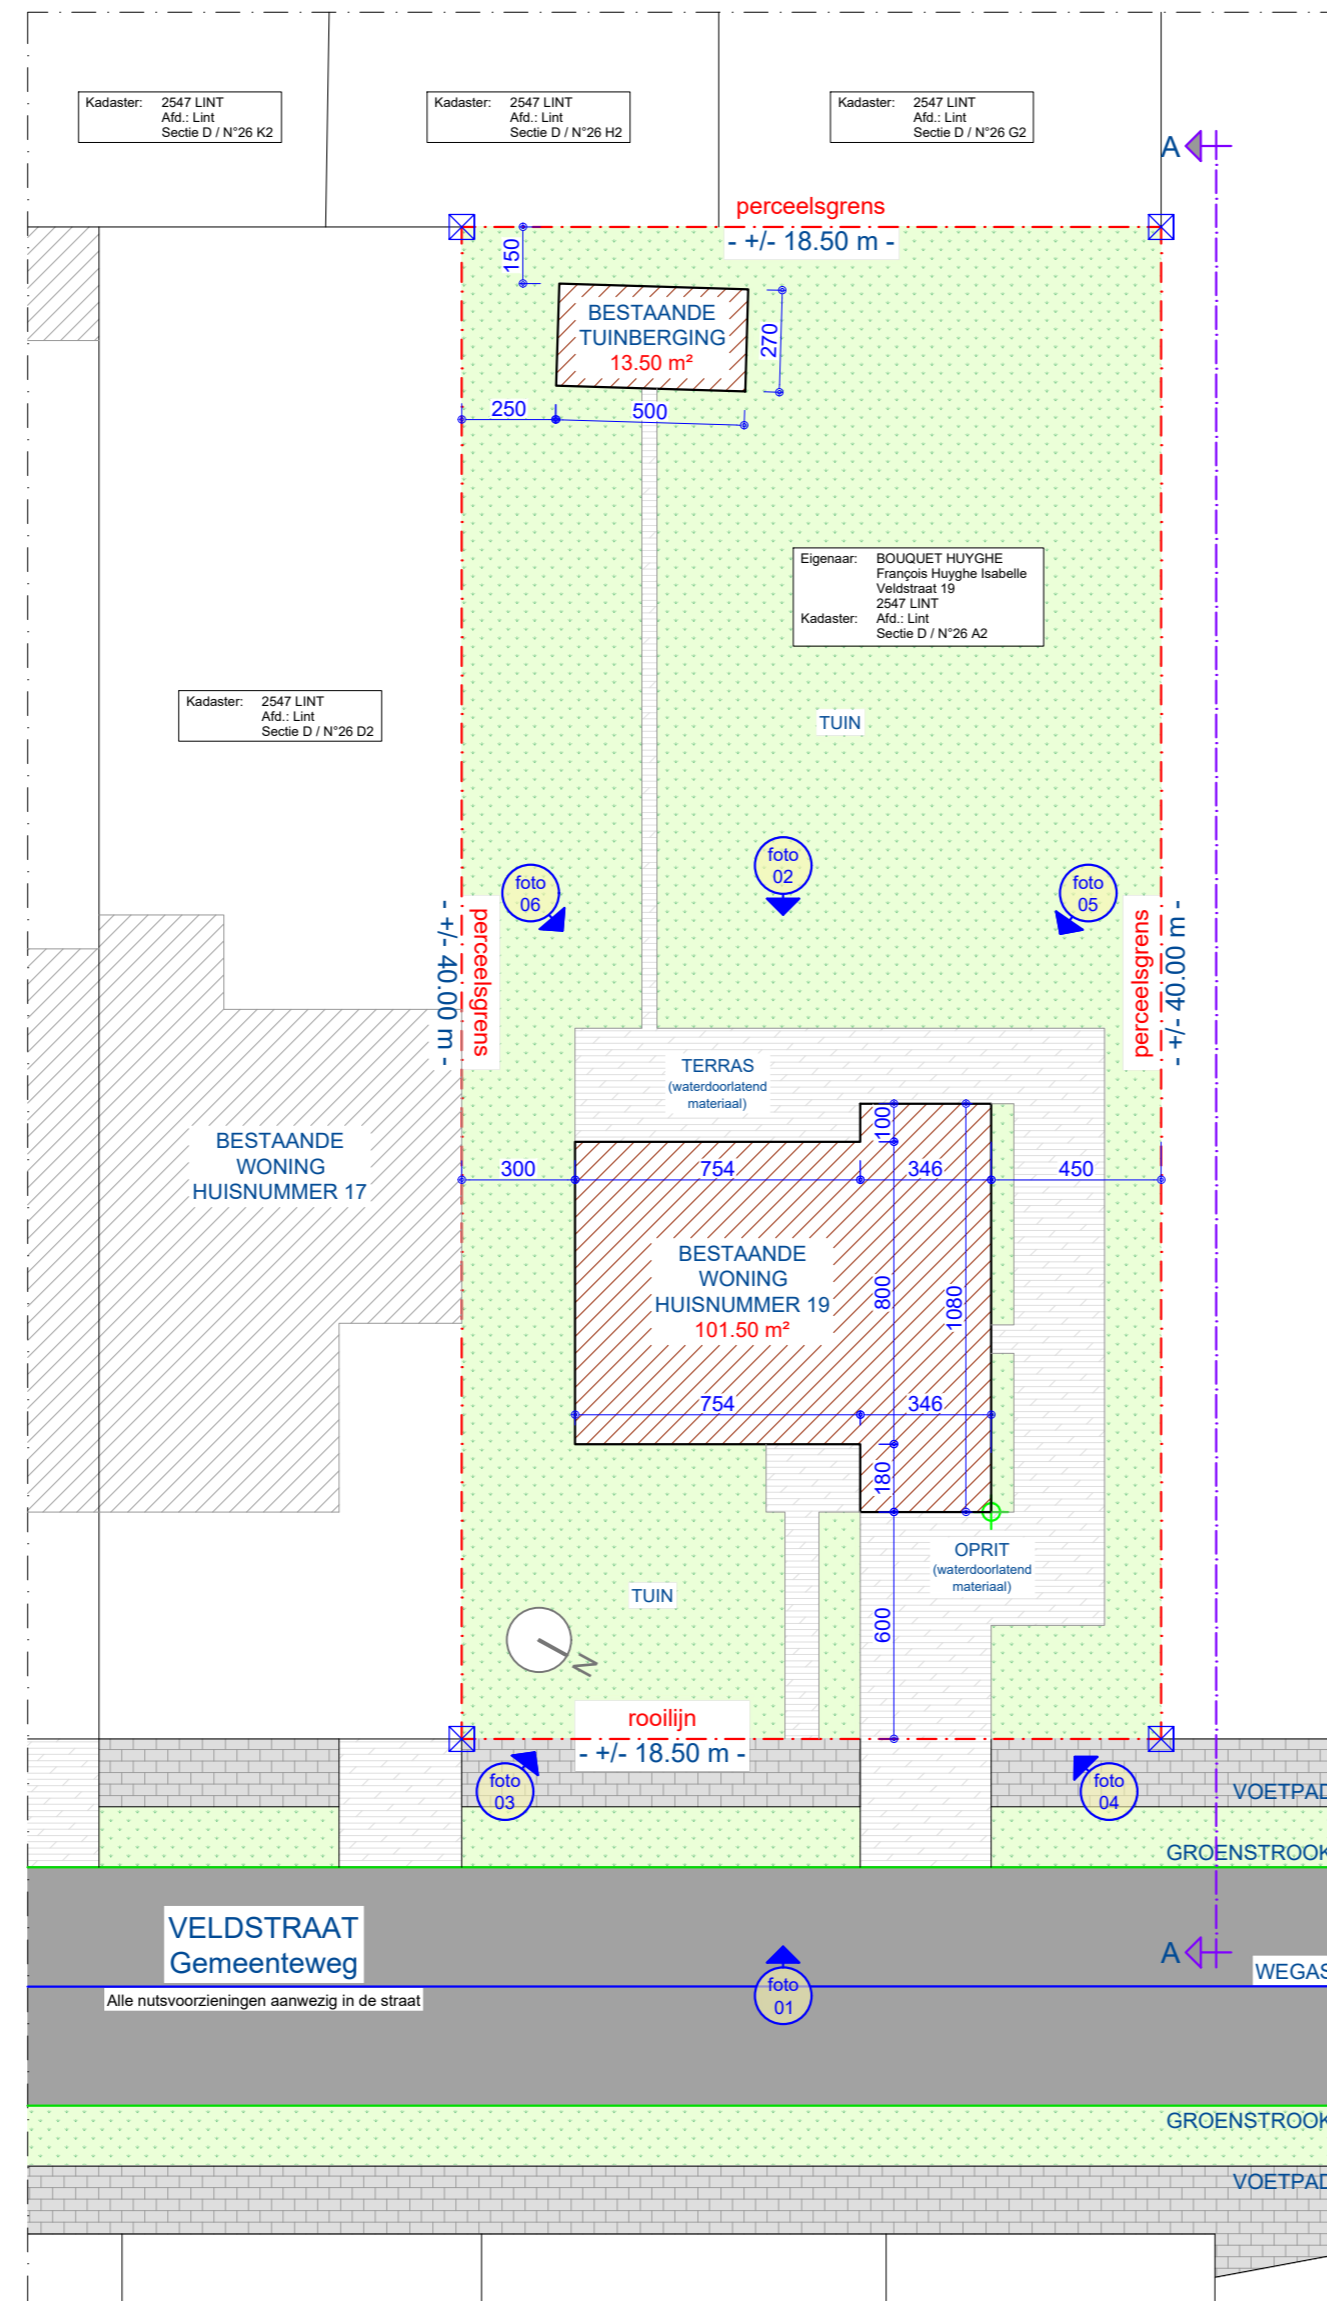 Kadaster: 2547 LINT
Afd.: Lint
Sectie D / N°26 K2
Kadaster: 2547 LINT
Afd.: Lint
Sectie D / N°26 H2
Kadaster: 2547 LINT
Afd.: Lint
Sectie D / N°26 G2
A
perceelsgrens
- +/- 18.50 m -
150
BESTAANDE
TUINBERGING
13.50 m²
270
250
500
Eigenaar: BOUQUET HUYGHE
François Huyghe Isabelle
Veldstraat 19
2547 LINT
Kadaster: Afd.: Lint
Sectie D / N°26 A2
Kadaster: 2547 LINT
Afd.: Lint
Sectie D / N°26 D2
TUIN
foto
02
foto
06
foto
05
perceelsgrens
- +/- 40.00 m -
perceelsgrens
- +/- 40.00 m -
TERRAS
(waterdoorlatend
materiaal)
100
BESTAANDE
WONING
HUISNUMMER 17
300
754
346
450
BESTAANDE
WONING
HUISNUMMER 19
101.50 m²
800
1080
754
346
180
OPRIT
(waterdoorlatend
materiaal)
TUIN
600
N
rooilijn
- +/- 18.50 m -
foto
03
foto
04
VOETPAD
GROENSTROOK
VELDSTRAAT
Gemeenteweg
A
WEGAS
Alle nutsvoorzieningen aanwezig in de straat
foto
01
GROENSTROOK
VOETPAD